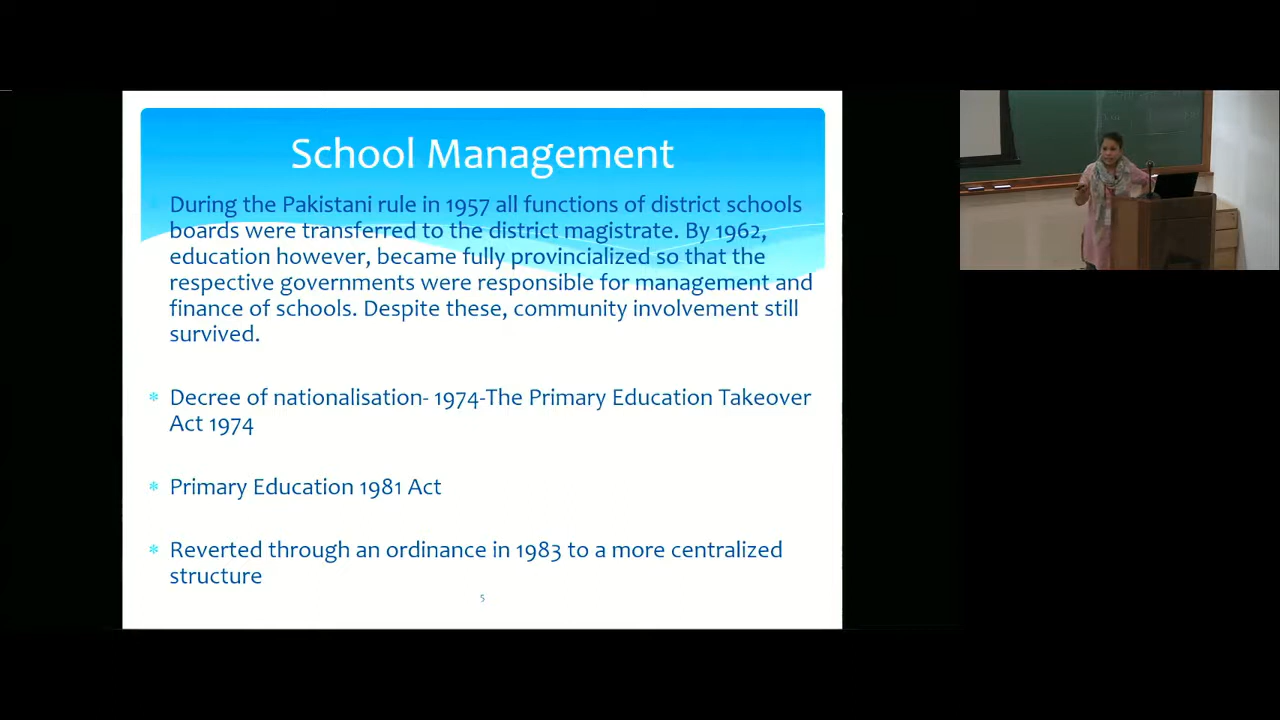 School Management
During the Pakistani rule in 1957 all functions of district schools
boards were transferred to the district magistrate. By 1962,
education however, became fully provincialized so that the
respective governments were responsible for management and
finance of schools. Despite these, community involvement still
survived.
* Decree of nationalisation- 1974-The Primary Education Takeover
Act 1974
* Primary Education 1981 Act
* Reverted through an ordinance in 1983 to a more centralized
structure
5